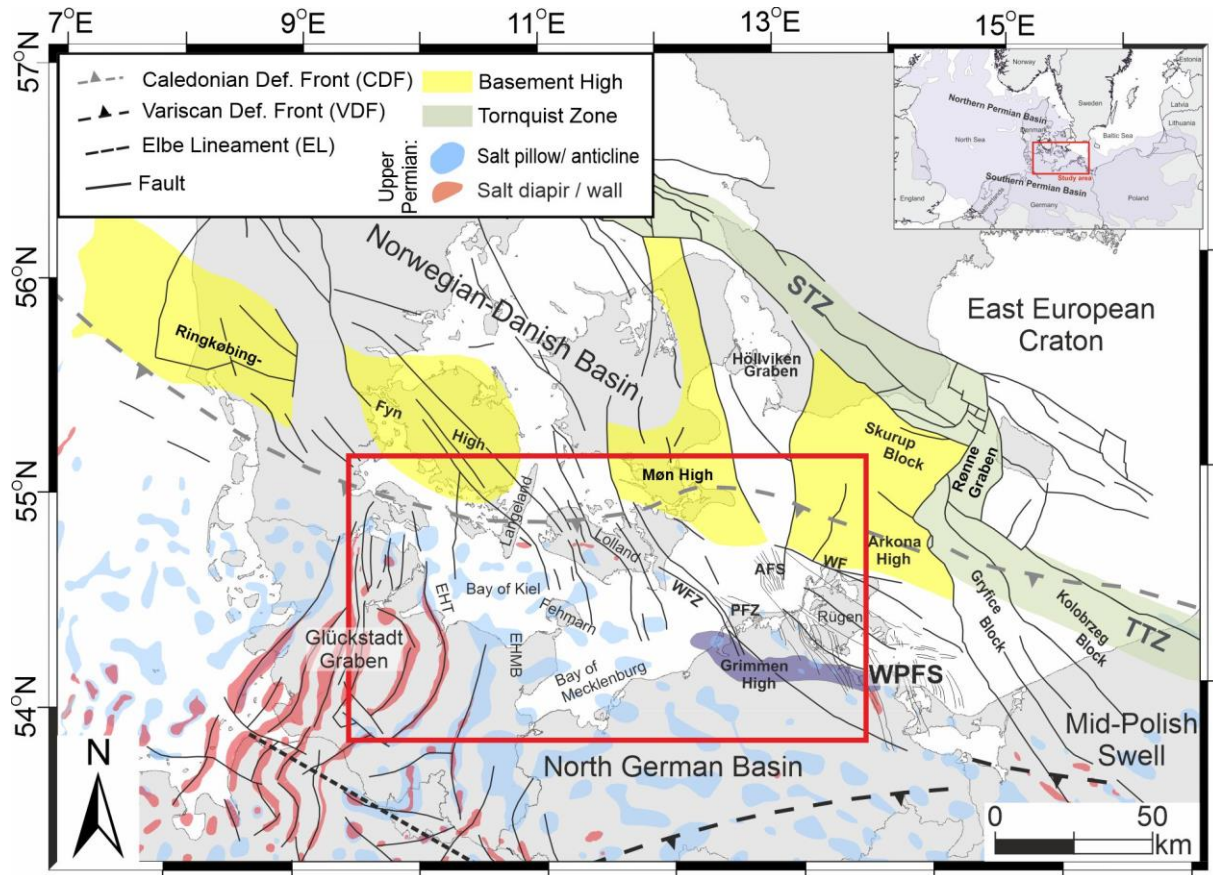 7°E
9°E
11°E
13°E
15°E
57°N
56°N
55°N
54°N
Caledonian Def. Front (CDF)
Variscan Def. Front (VDF)
Elbe Lineament (EL)
Fault
Basement High
Tornquist Zone
Upper
Permian:
Salt pillow/ anticline
Salt diapir / wall
Norway
Sweden
Estonia
Latvia
Lithuania
Northern Permian Basin
North Sea
Denmark
Baltic Sea
Study area
Southern Permian Basin
England
Netherlands
Germany
Poland
Norwegian-Danish Basin
STZ
East European
Craton
Ringkøbing-
Fyn
High
Höllviken
Graben
Skurup
Block
Rønne
Graben
Møn High
Langeland
Lolland
Arkona
High
AFS
WF
WFZ
PFZ
Rügen
Bay of Kiel
Fehmarn
EHT
EHMB
Glückstadt
Graben
Bay of
Mecklenburg
Grimmen
High
WPFS
Gryfice
Block
Kolobrzeg
Block
TTZ
Mid-Polish
Swell
North German Basin
N
0
50
km